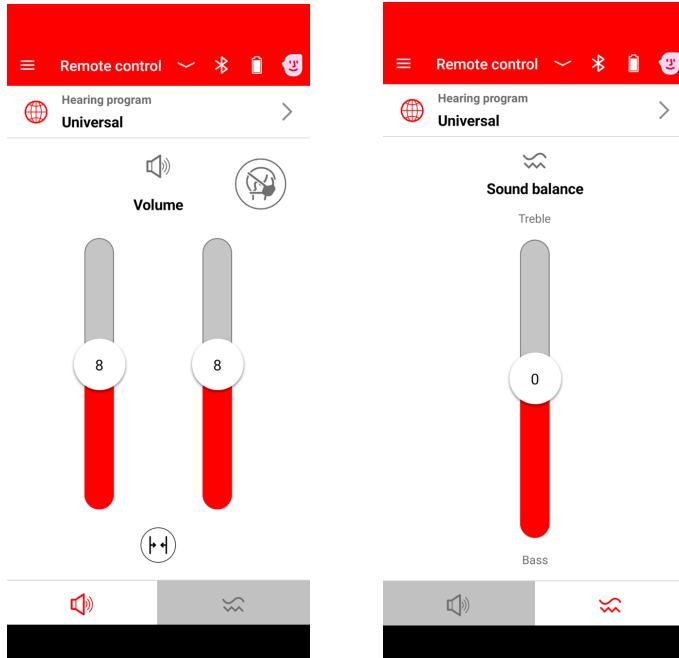 Remote control
Hearing program
Universal
Volume
8
8
Remote control
Hearing program
Universal
Sound balance
Treble
0
Bass